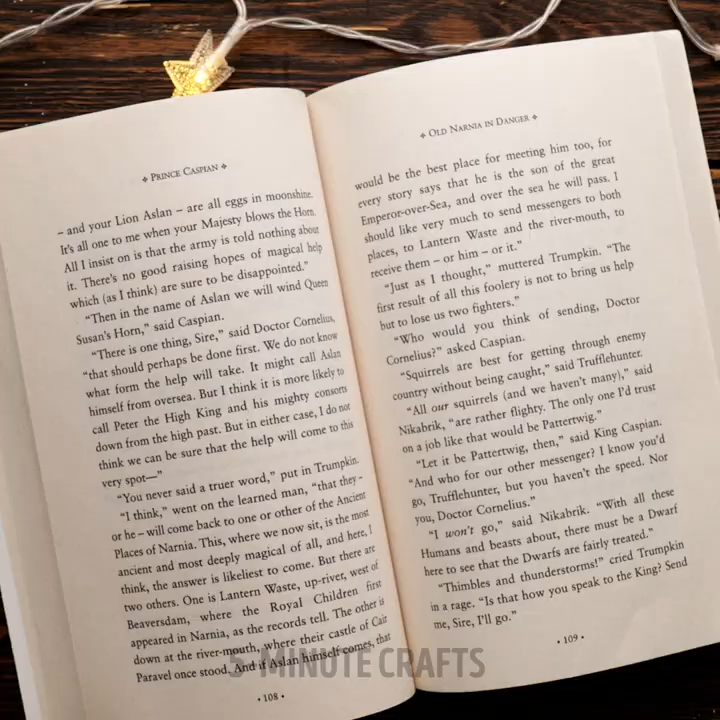 ✦ PRINCE CASPIAN ✦
– and your Lion Aslan – are all eggs in moonshine.
It's all one to me when your Majesty blows the Horn.
All I insist on is that the army is told nothing about
it. There's no good raising hopes of magical help
which (as I think) are sure to be disappointed."
"Then in the name of Aslan we will wind Queen
Susan's Horn," said Caspian.
"There is one thing, Sire," said Doctor Cornelius,
"that should perhaps be done first. We do not know
what form the help will take. It might call Aslan
himself from oversea. But I think it is more likely to
call Peter the High King and his mighty consorts
down from the high past. But in either case, I do not
think we can be sure that the help will come to this
very spot—"
"You never said a truer word," put in Trumpkin.
"I think," went on the learned man, "that they –
or he – will come back to one or other of the Ancient
Places of Narnia. This, where we now sit, is the most
ancient and most deeply magical of all, and here, I
think, the answer is likeliest to come. But there are
two others. One is Lantern Waste, up-river, west of
Beaversdam, where the Royal Children first
appeared in Narnia, as the records tell. The other is
down at the river-mouth, where their castle of Cair
Paravel once stood. And if Aslan himself comes, that
• 108 •
✦ OLD NARNIA IN DANGER ✦
would be the best place for meeting him too, for
every story says that he is the son of the great
Emperor-over-Sea, and over the sea he will pass. I
should like very much to send messengers to both
places, to Lantern Waste and the river-mouth, to
receive them – or him – or it."
"Just as I thought," muttered Trumpkin. "The
first result of all this foolery is not to bring us help
but to lose us two fighters."
"Who would you think of sending, Doctor
Cornelius?" asked Caspian.
"Squirrels are best for getting through enemy
country without being caught," said Trufflehunter.
"All our squirrels (and we haven't many)," said
Nikabrik, "are rather flighty. The only one I'd trust
on a job like that would be Pattertwig."
"Let it be Pattertwig, then," said King Caspian.
"And who for our other messenger? I know you'd
go, Trufflehunter, but you haven't the speed. Nor
you, Doctor Cornelius."
"I won't go," said Nikabrik. "With all these
Humans and beasts about, there must be a Dwarf
here to see that the Dwarfs are fairly treated."
"Thimbles and thunderstorms!" cried Trumpkin
in a rage. "Is that how you speak to the King? Send
me, Sire, I'll go."
• 109 •
5-MINUTE CRAFTS